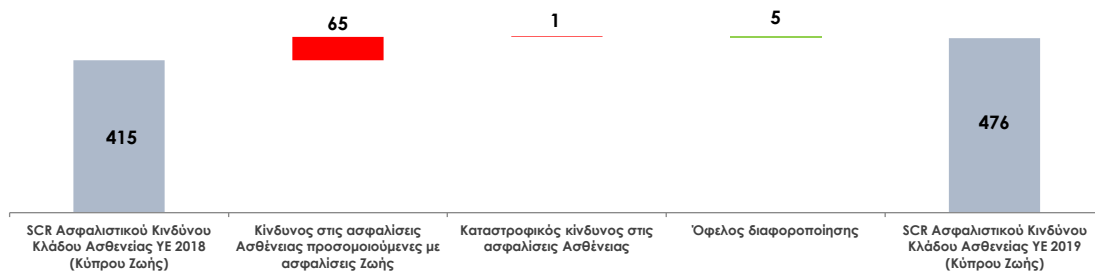 65
1
5
415
476
SCR Ασφαλιστικού Κινδύνου
Κλάδου Ασθενείας ΥΕ 2018
(Κύπρου Ζωής)
Κίνδυνος στις ασφαλίσεις
Ασθένειας προσομοιούμενες με
ασφαλίσεις Ζωής
Καταστροφικός κίνδυνος στις
ασφαλίσεις Ασθένειας
Όφελος διαφοροποίησης
SCR Ασφαλιστικού Κινδύνου
Κλάδου Ασθενείας ΥΕ 2019
(Κύπρου Ζωής)